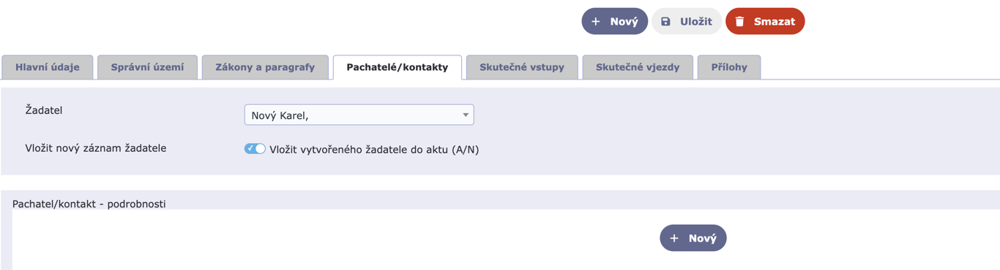 Nový Uložit Smazat
Hlavní údaje Správní území Zákony a paragrafy Pachatelé/kontakty Skutečné vstupy Skutečné vjezdy Přílohy
Žadatel Nový Karel,
Vložit nový záznam žadatele Vložit vytvořeného žadatele do aktu (A/N)
Pachatel/kontakt - podrobnosti
Nový